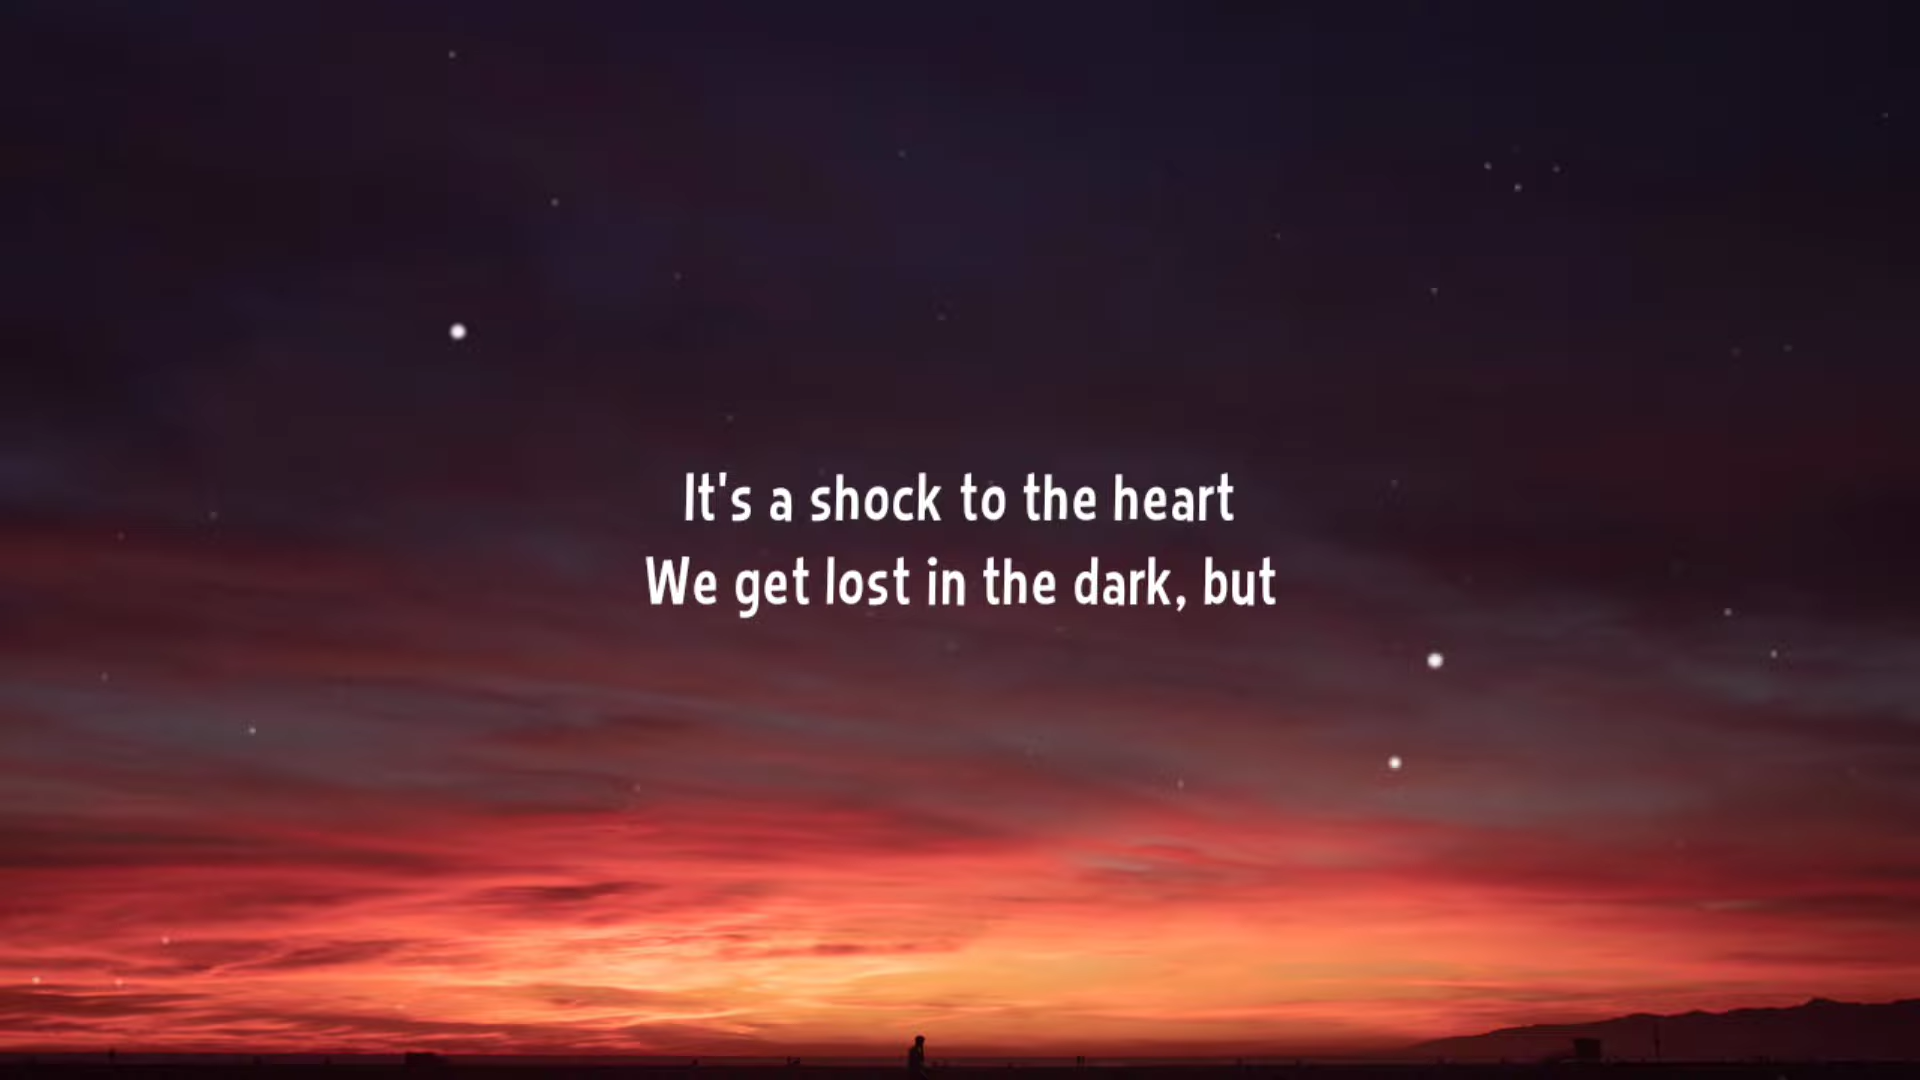 It's a shock to the heart
We get lost in the dark, but